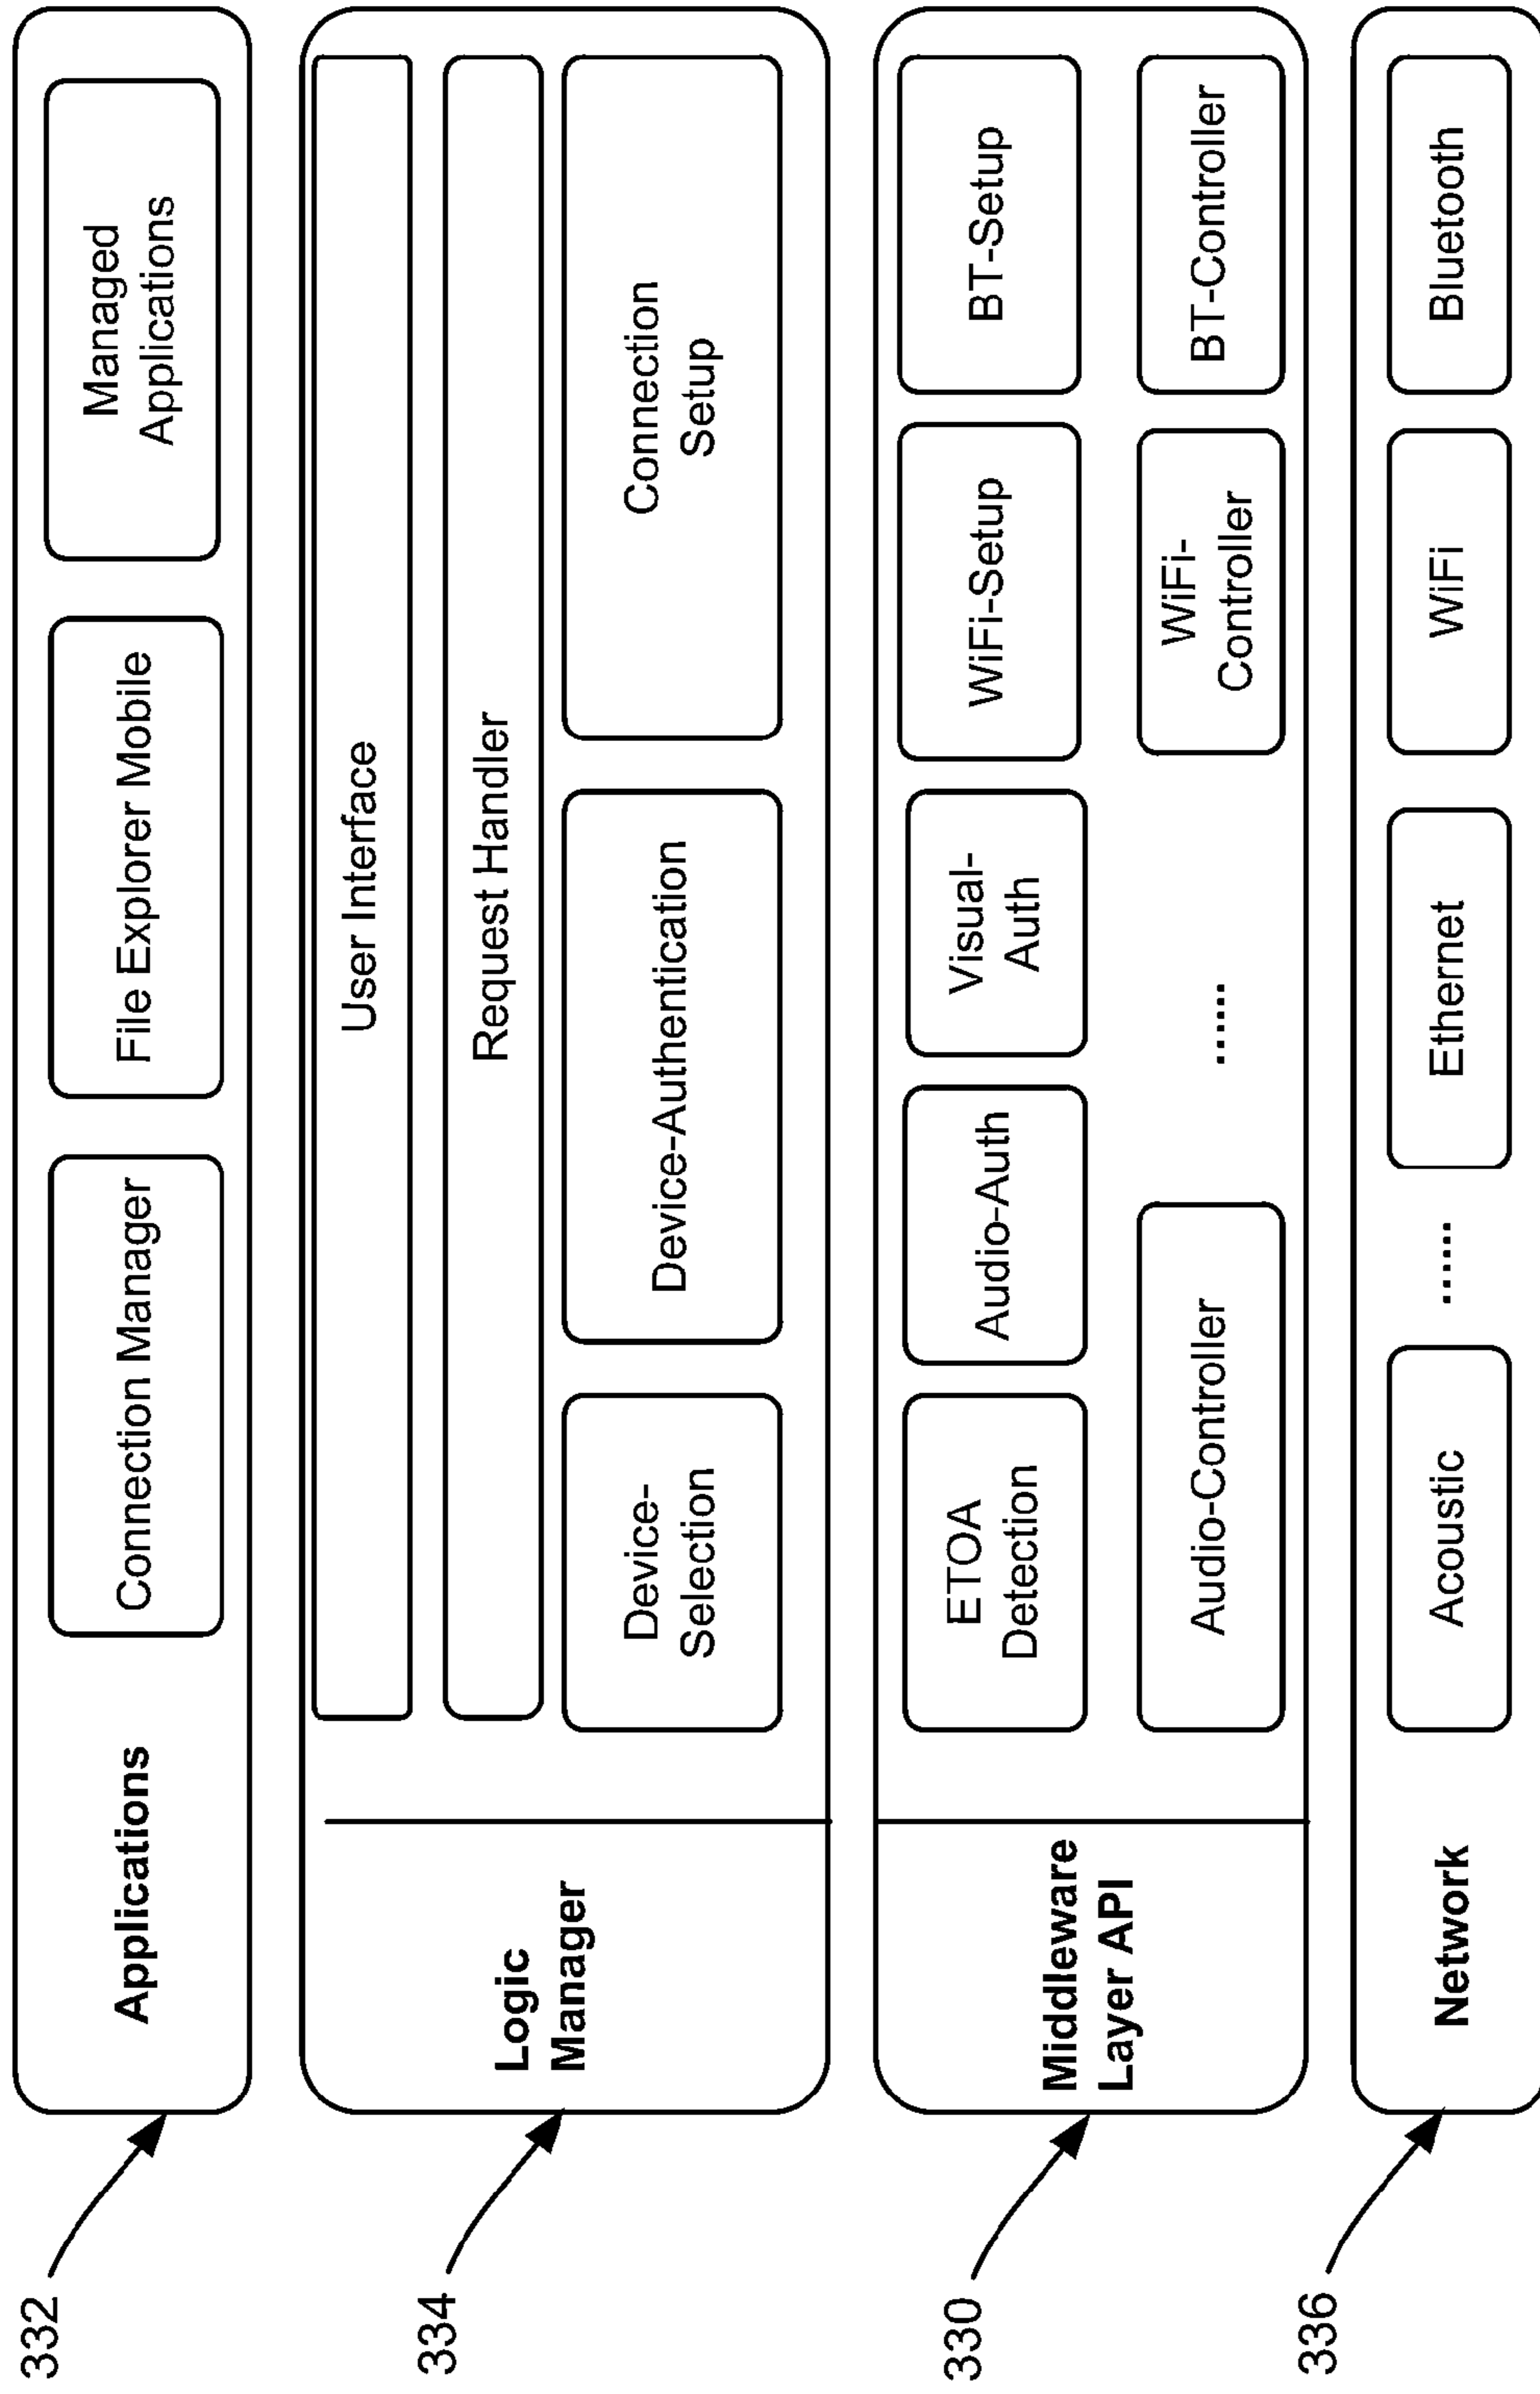 332
Applications
Connection Manager
File Explorer Mobile
Managed
Applications
334
Logic
Manager
User Interface
Request Handler
Device-
Selection
Device-Authentication
Connection
Setup
330
Middleware
Layer API
ETOA
Detection
Audio-Auth
Visual-
Auth
WiFi-Setup
BT-Setup
Audio-Controller
......
WiFi-
Controller
BT-Controller
336
Network
Acoustic
......
Ethernet
WiFi
Bluetooth